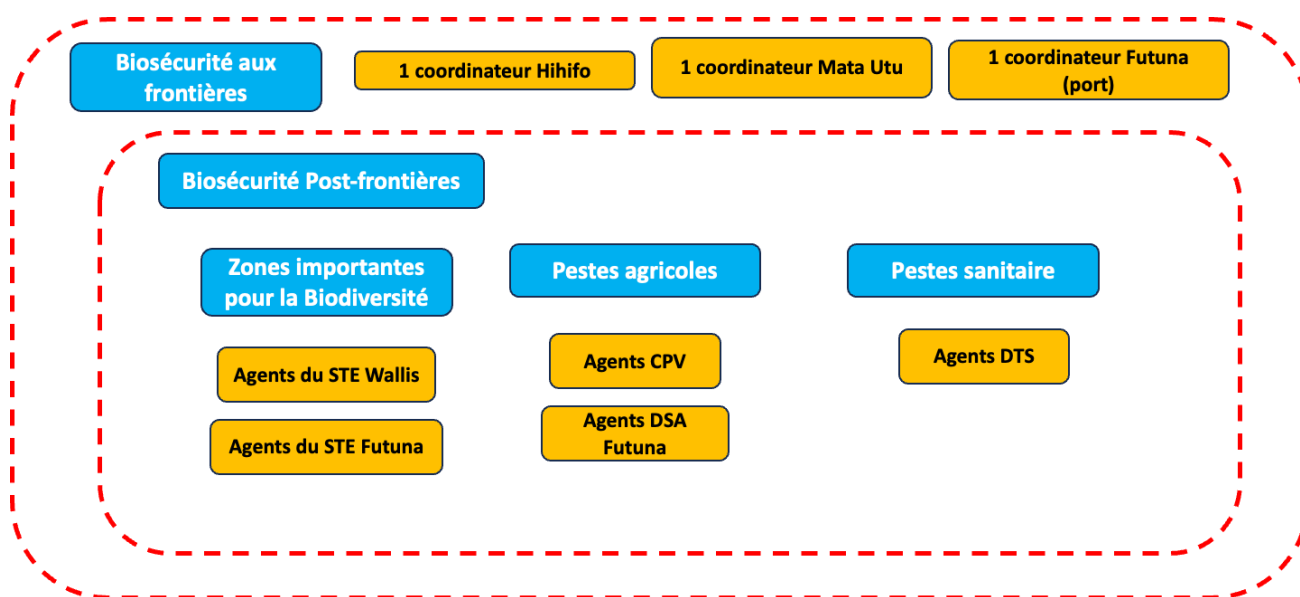 Biosécurité aux
frontières
1 coordinateur Hihifo
1 coordinateur Mata Utu
1 coordinateur Futuna
(port)
Biosécurité Post-frontières
Zones importantes
pour la Biodiversité
Pestes agricoles
Pestes sanitaire
Agents du STE Wallis
Agents CPV
Agents DTS
Agents du STE Futuna
Agents DSA
Futuna